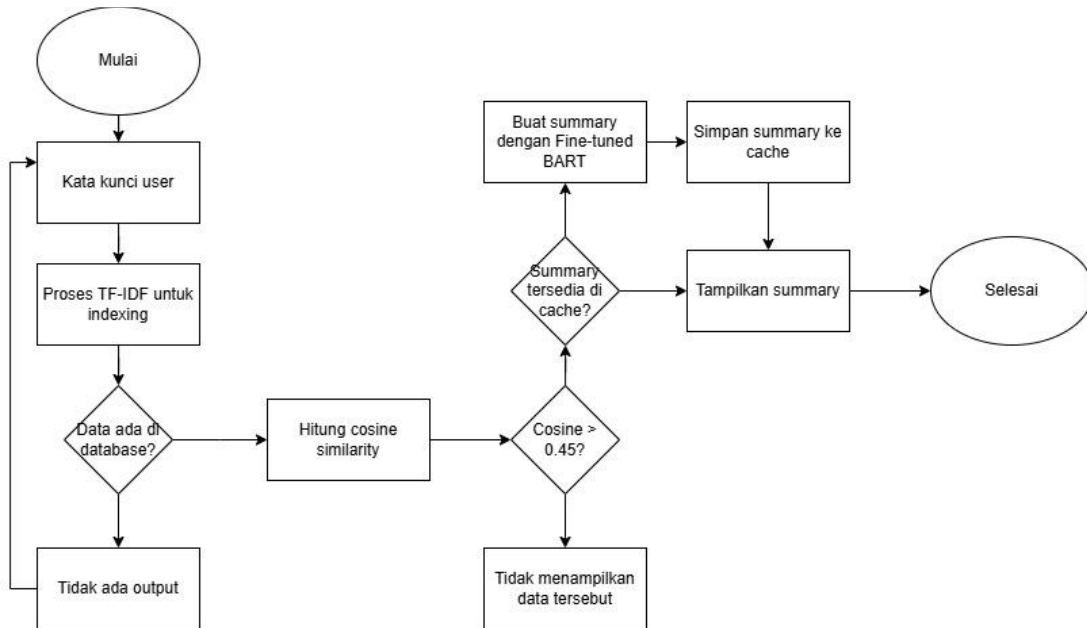 Mulai
Kata kunci user
Proses TF-IDF untuk
indexing
Data ada di
database?
Tidak ada output
Hitung cosine
similarity
Cosine >
0.45?
Tidak menampilkan
data tersebut
Summary
tersedia di
cache?
Buat summary
dengan Fine-tuned
BART
Simpan summary ke
cache
Tampilkan summary
Selesai